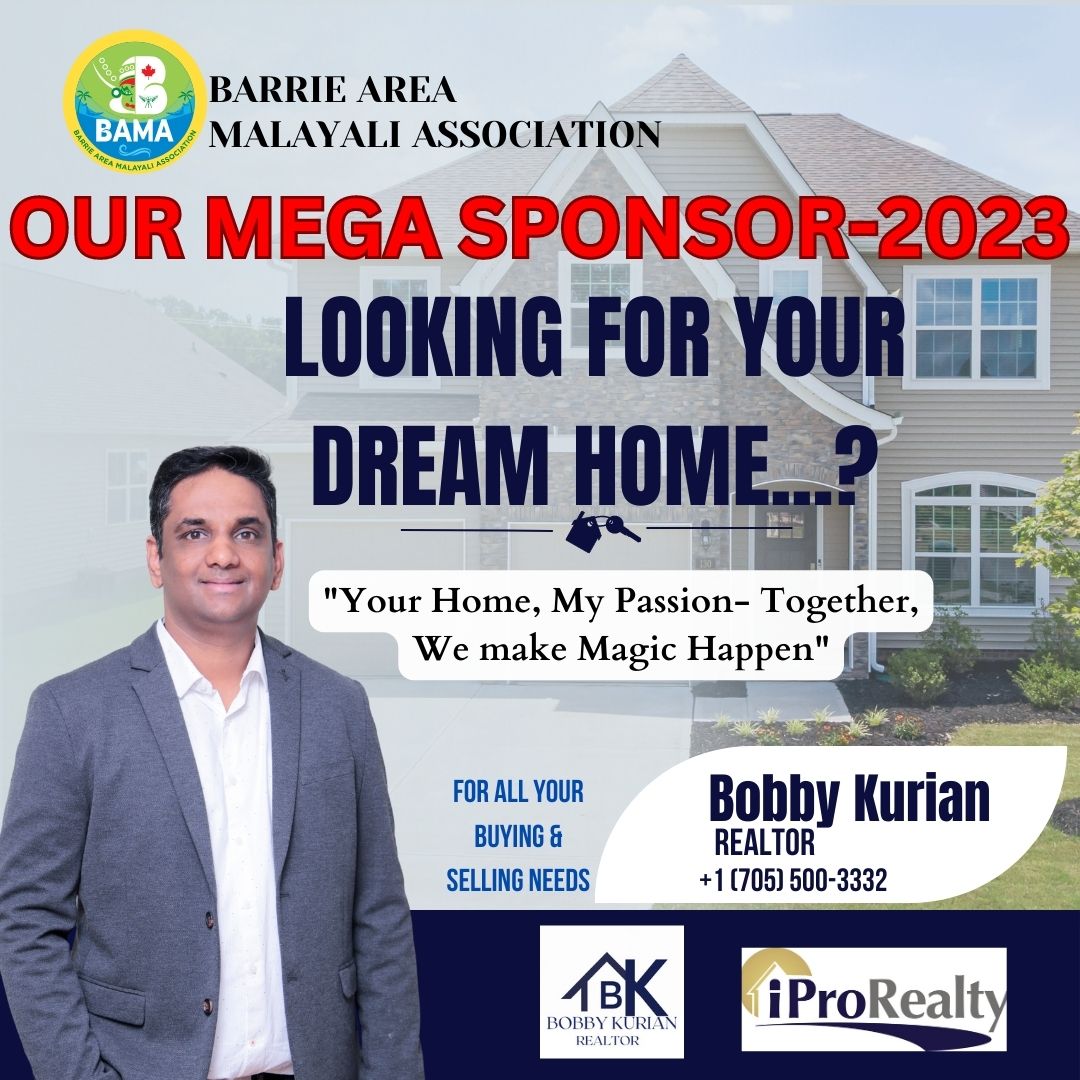 BAMA
BARRIE AREA MALAYALI ASSOCIATION
BARRIE AREA
MALAYALI ASSOCIATION
OUR MEGA SPONSOR-2023
LOOKING FOR YOUR
DREAM HOME...?
"Your Home, My Passion- Together,
We make Magic Happen"
FOR ALL YOUR
BUYING &
SELLING NEEDS
Bobby Kurian
REALTOR
+1 (705) 500-3332
BK
BOBBY KURIAN
REALTOR
iProRealty